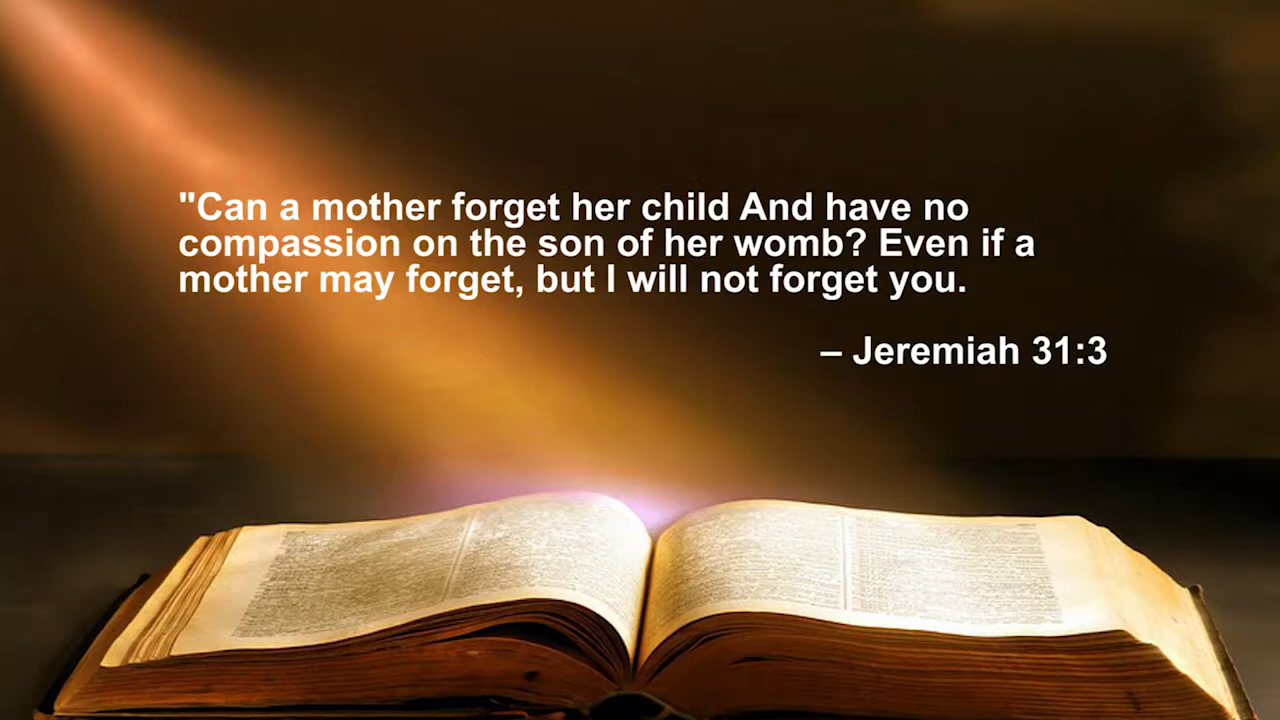 "Can a mother forget her child And have no
compassion on the son of her womb? Even if a
mother may forget, but I will not forget you.
– Jeremiah 31:3